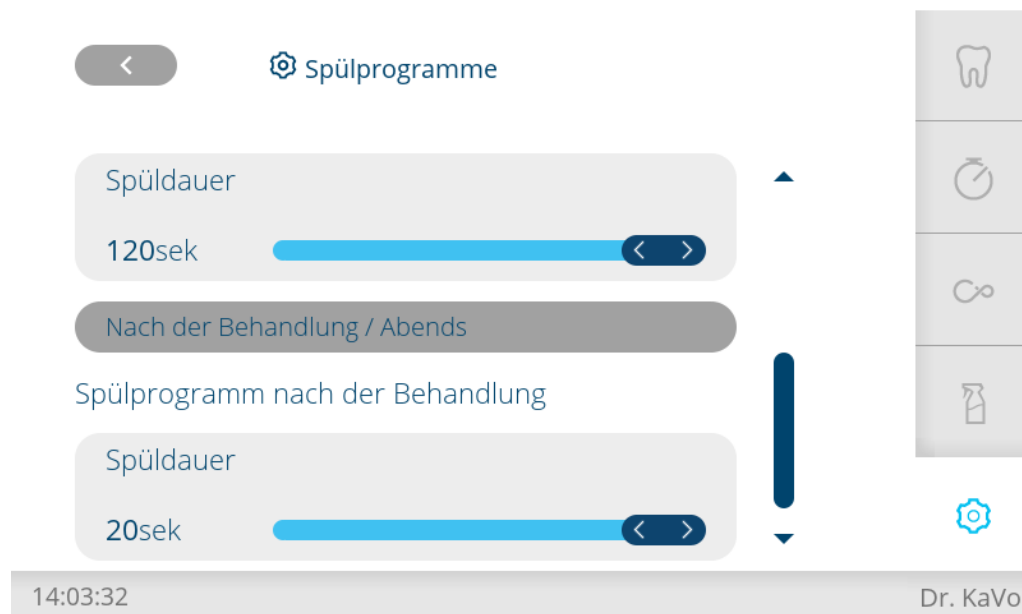 Spülprogramme
Spüldauer
120sek
Nach der Behandlung / Abends
Spülprogramm nach der Behandlung
Spüldauer
20sek
14:03:32
Dr. KaVo